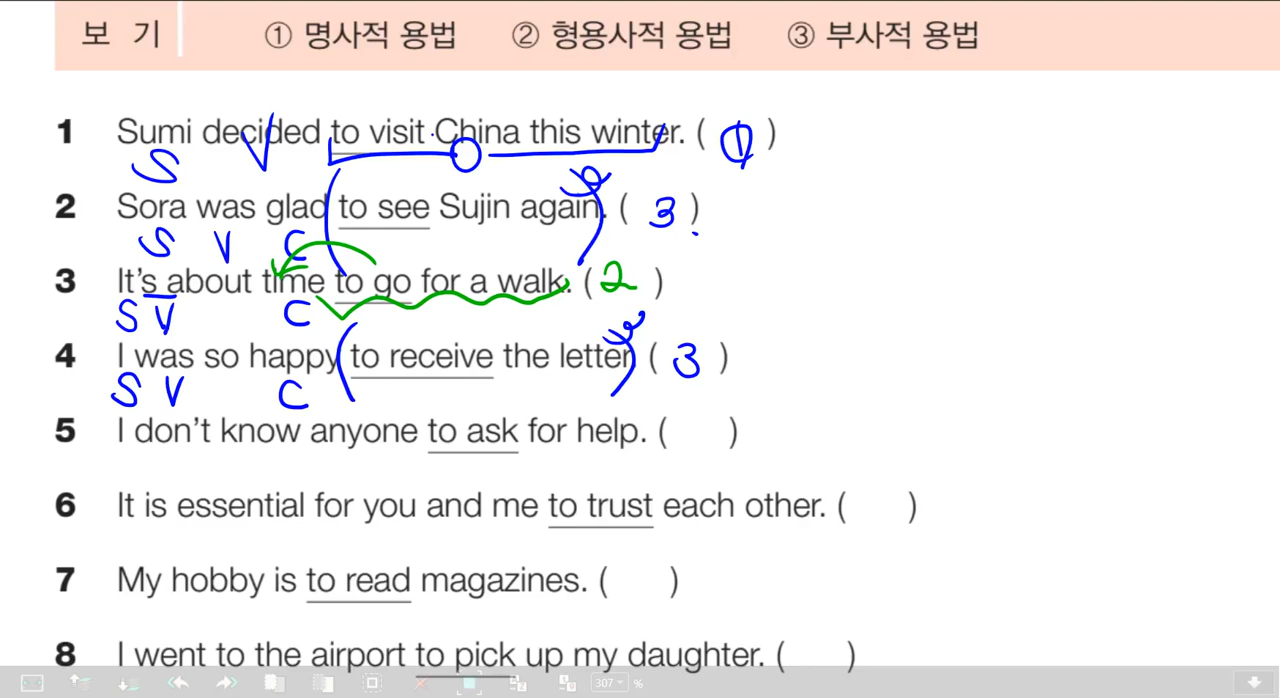 보 기 ① 명사적 용법 ② 형용사적 용법 ③ 부사적 용법
1 Sumi decided to visit China this winter. ( ① )
S V O
2 Sora was glad to see Sujin again. ( 3 )
S V C
3 It's about time to go for a walk. ( 2 )
S V C
4 I was so happy to receive the letter. ( 3 )
S V C
5 I don't know anyone to ask for help. ( )
6 It is essential for you and me to trust each other. ( )
7 My hobby is to read magazines. ( )
8 I went to the airport to pick up my daughter. ( )
307 %